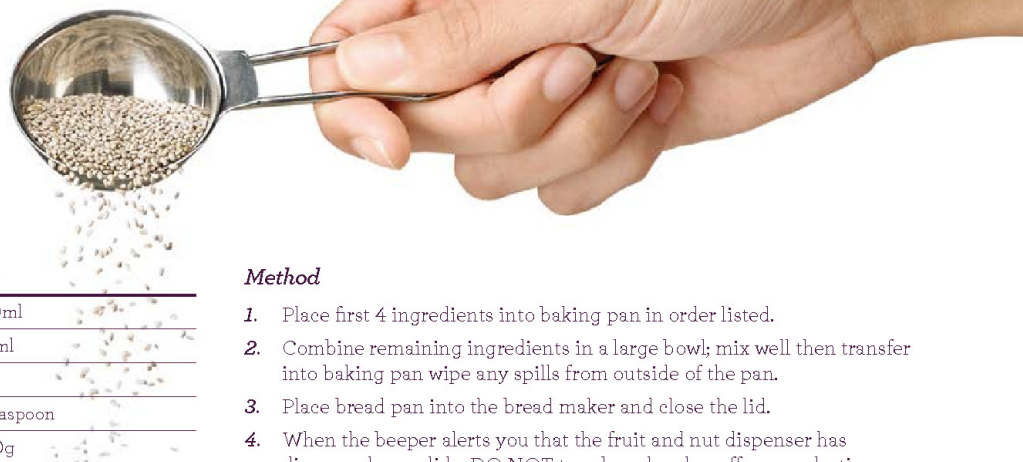 Method
1. Place first 4 ingredients into baking pan in order listed.
2. Combine remaining ingredients in a large bowl; mix well then transfer
into baking pan wipe any spills from outside of the pan.
3. Place bread pan into the bread maker and close the lid.
4. When the beeper alerts you that the fruit and nut dispenser has